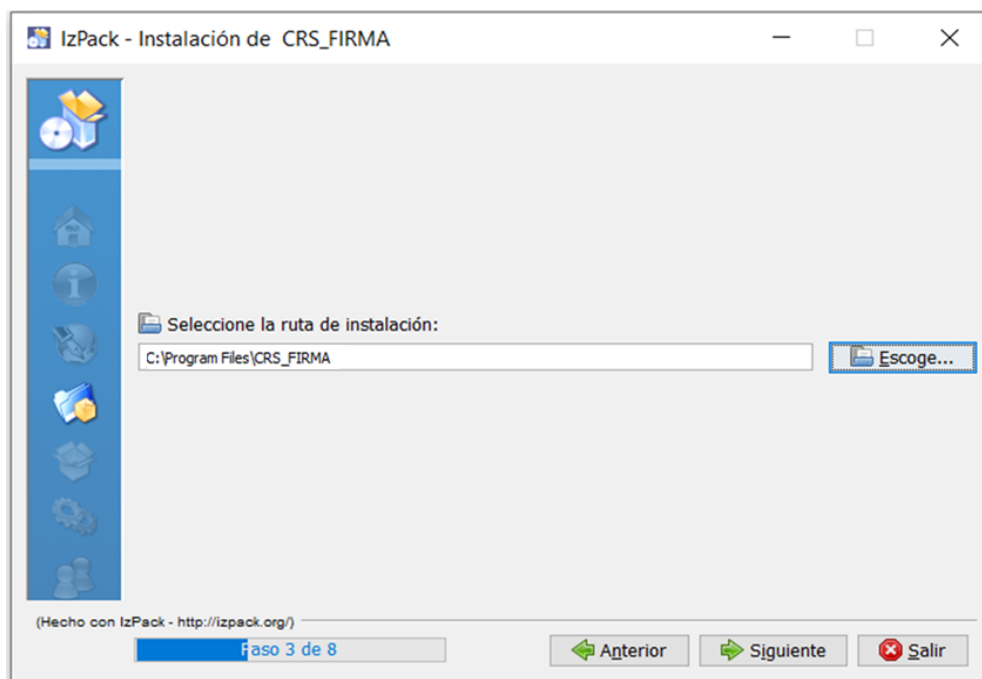 IzPack - Instalación de CRS_FIRMA
Seleccione la ruta de instalación:
C:\Program Files\CRS_FIRMA
Escoge...
(Hecho con IzPack - http://izpack.org/)
Paso 3 de 8
Anterior
Siguiente
Salir